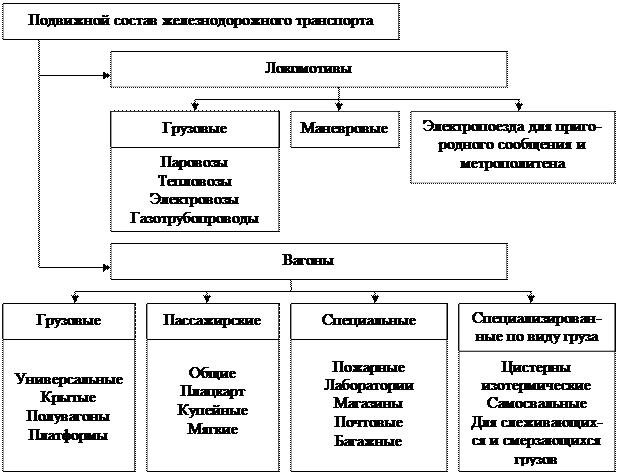 Подвижной состав железнодорожного транспорта
Локомотивы
Грузовые
Паровозы
Тепловозы
Электровозы
Газотрубопроводы
Маневровые
Электропоезда для приго-
родного сообщения и
метрополитена
Вагоны
Грузовые
Универсальные
Крытые
Полувагоны
Платформы
Пассажирские
Общие
Плацкарт
Купейные
Мягкие
Специальные
Пожарные
Лаборатории
Магазины
Почтовые
Багажные
Специализирован-
ные по виду груза
Цистерны
изотермические
Самосвальные
Для слеживающих-
ся и смерзающихся
грузов